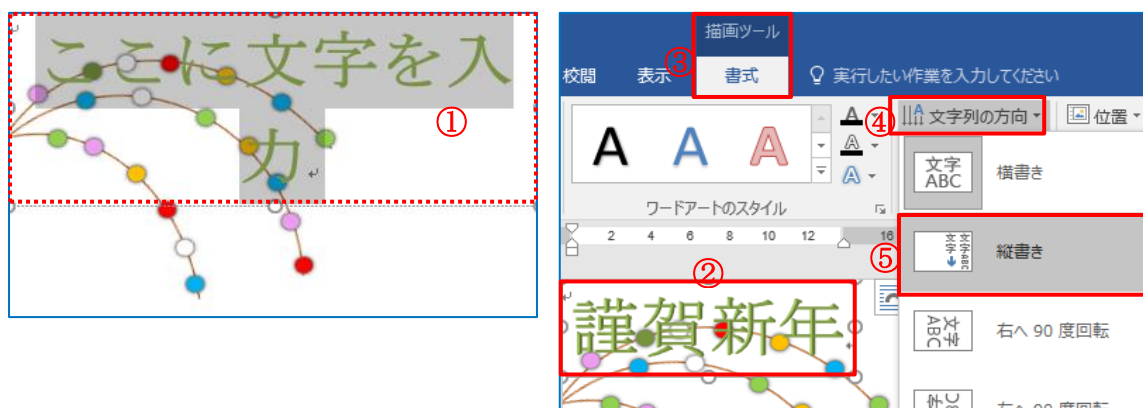 ここに文字を入
力
①
描画ツール
③
校閲 表示 書式 実行したい作業を入力してください
④
文字列の方向 位置
A A A
A
A
A
ワードアートのスタイル
文字
ABC
横書き
2 4 6 8 10 12 16
⑤
縦書き
②
謹賀新年
文字
ABC
右へ 90 度回転